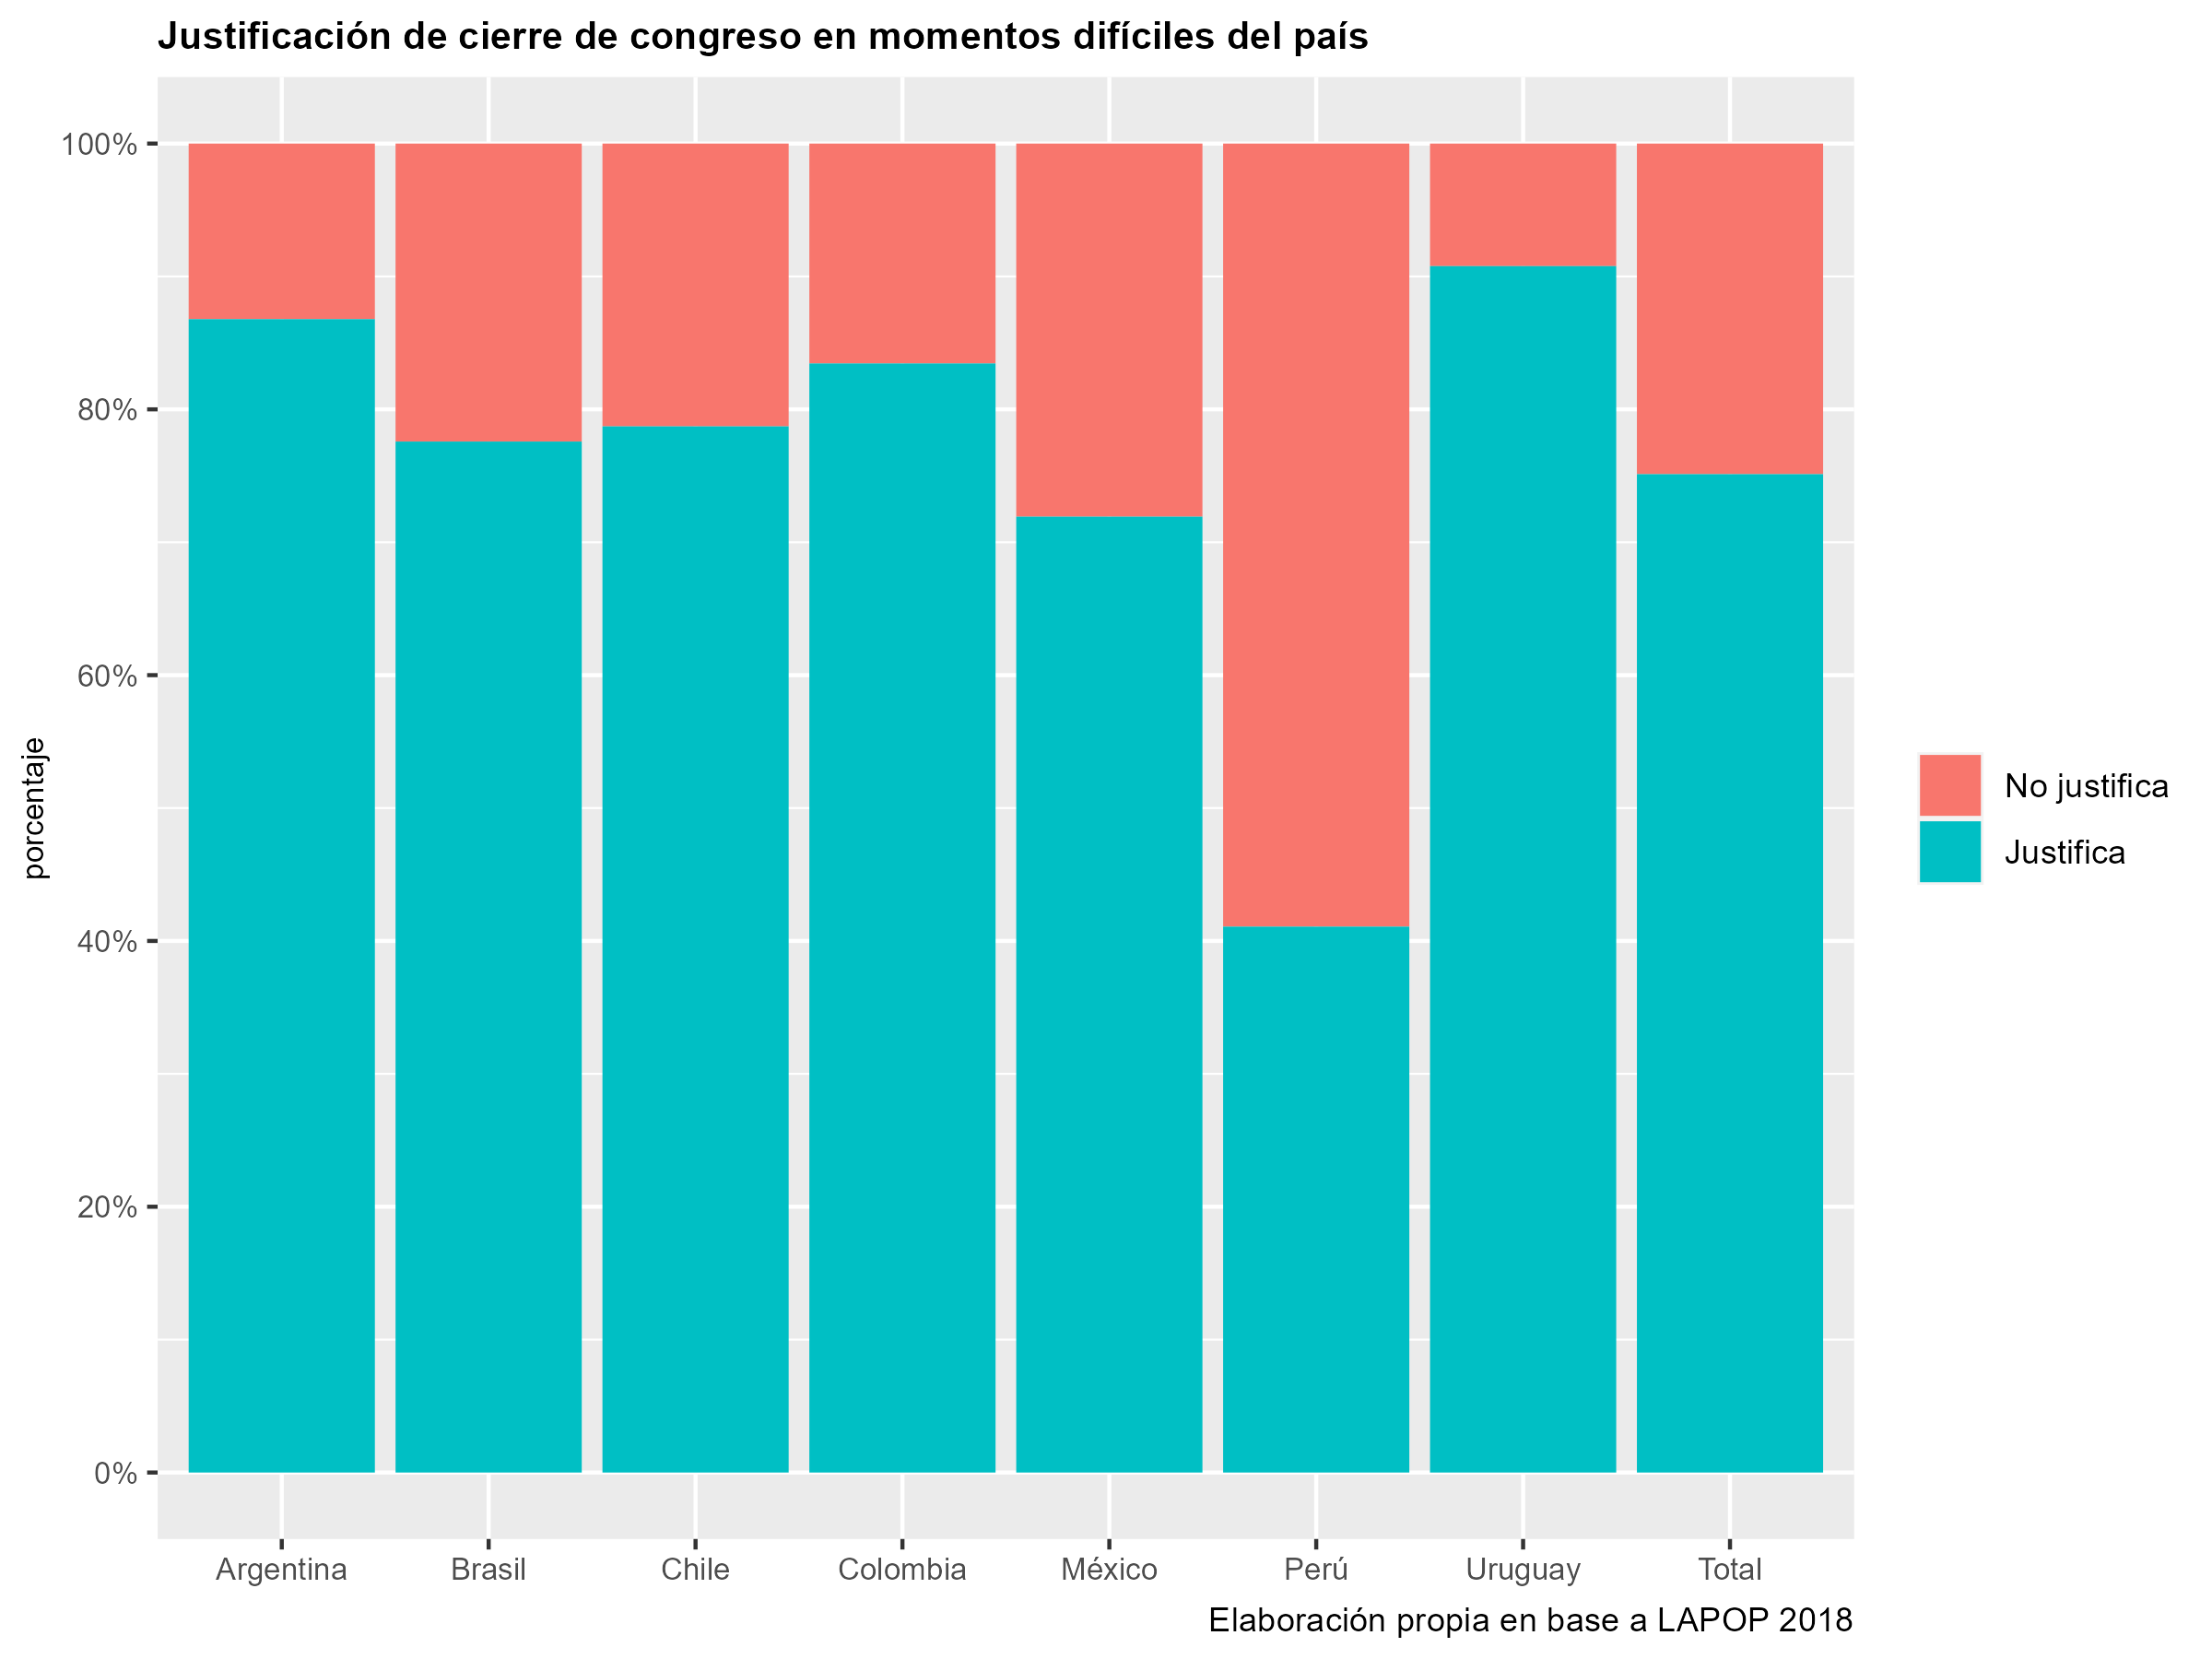 Justificación de cierre de congreso en momentos difíciles del país
100%
80%
60%
40%
20%
0%
porcentaje
No justifica
Justifica
Argentina Brasil Chile Colombia México Perú Uruguay Total
Elaboración propia en base a LAPOP 2018